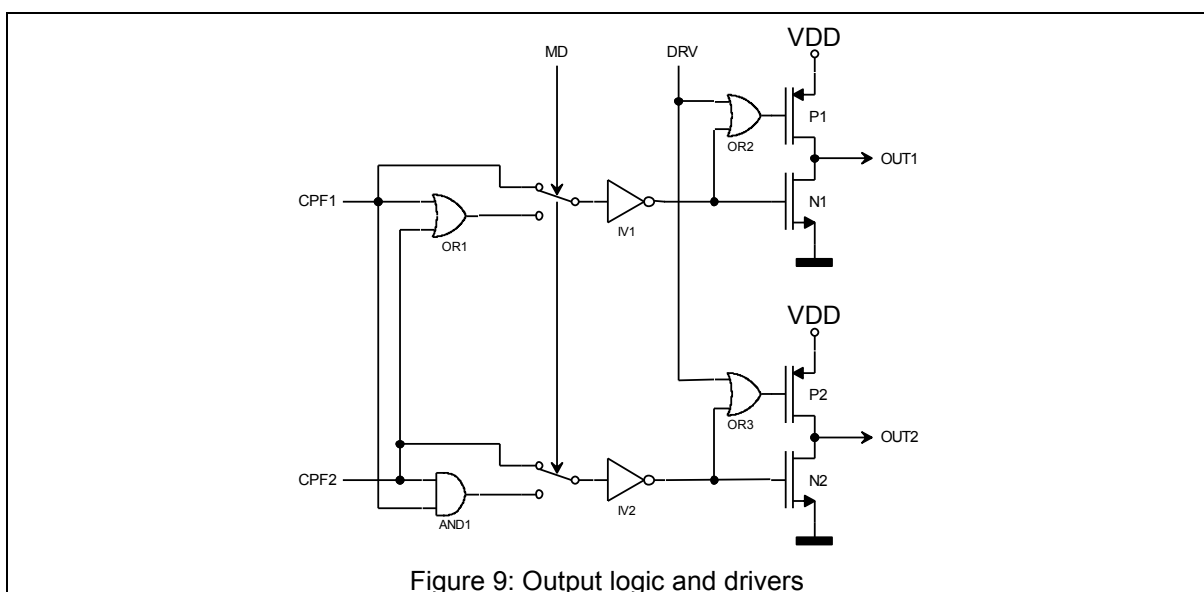 VDD
MD
DRV
P1
OR2
OUT1
CPF1
N1
OR1
IV1
VDD
P2
OR3
OUT2
CPF2
N2
AND1
IV2
Figure 9: Output logic and drivers